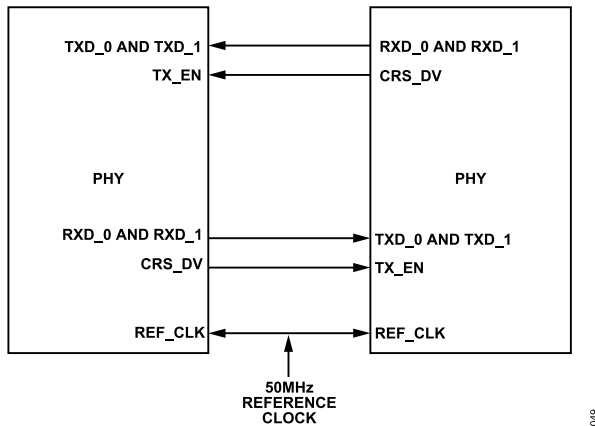 TXD_0 AND TXD_1
TX_EN
PHY
RXD_0 AND RXD_1
CRS_DV
REF_CLK
RXD_0 AND RXD_1
CRS_DV
PHY
TXD_0 AND TXD_1
TX_EN
REF_CLK
50MHz
REFERENCE
CLOCK
049